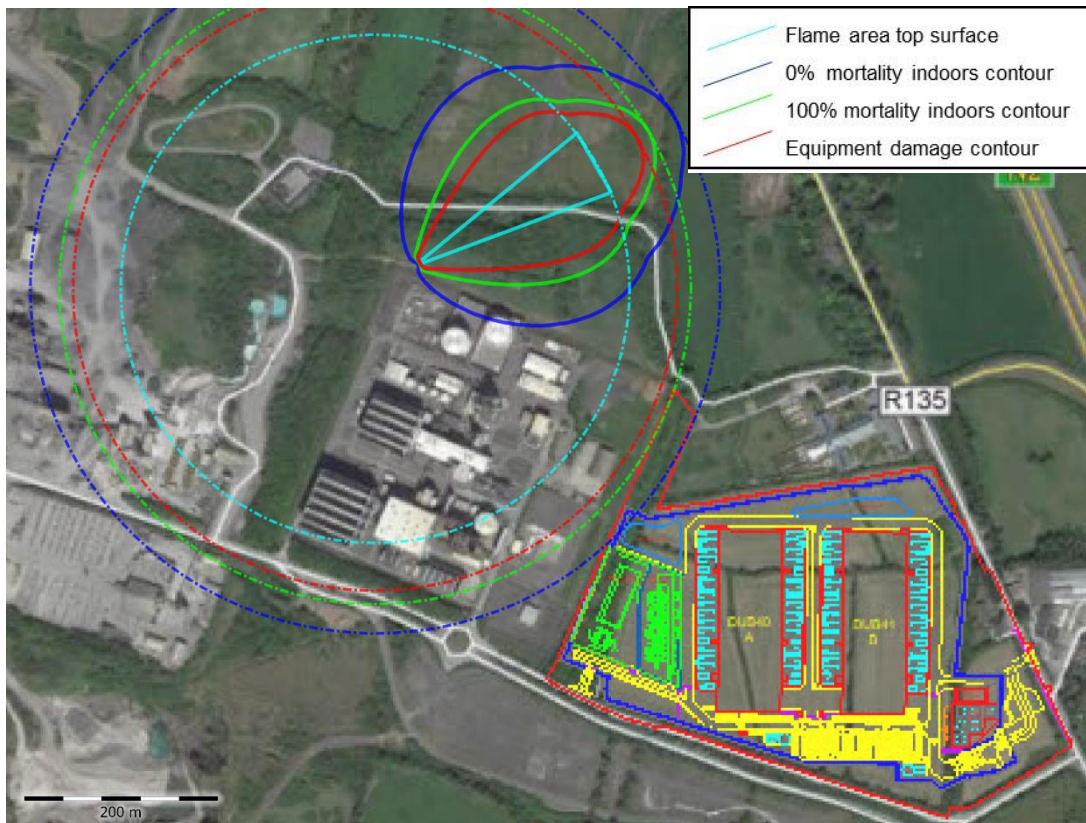 Flame area top surface
0%  mortality indoors contour
100% mortality indoors contour
Equipment damage contour
R135
DUB40
A
DUB41
B
200 m